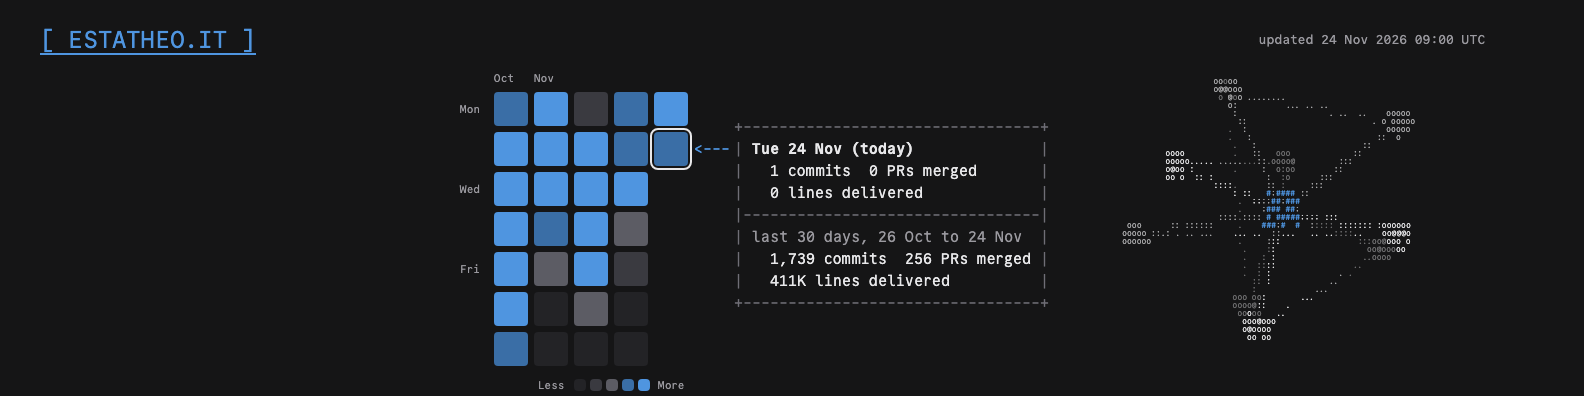 [ ESTATHEO.IT ]
updated 24 Nov 2026 09:00 UTC
Oct Nov
Mon
Wed
Fri
Tue 24 Nov (today)
1 commits 0 PRs merged
0 lines delivered
last 30 days, 26 Oct to 24 Nov
1,739 commits 256 PRs merged
411K lines delivered
Less More